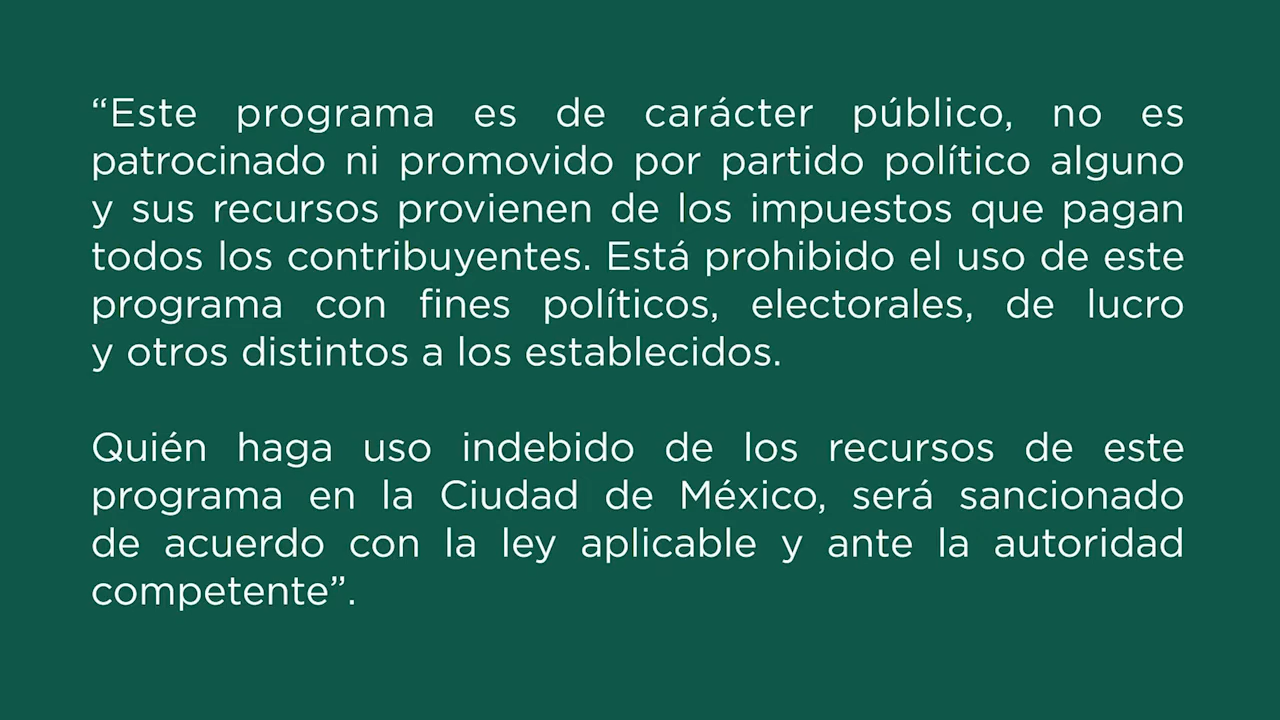 “Este programa es de carácter público, no es
patrocinado ni promovido por partido político alguno
y sus recursos provienen de los impuestos que pagan
todos los contribuyentes. Está prohibido el uso de este
programa con fines políticos, electorales, de lucro
y otros distintos a los establecidos.
Quién haga uso indebido de los recursos de este
programa en la Ciudad de México, será sancionado
de acuerdo con la ley aplicable y ante la autoridad
competente”.